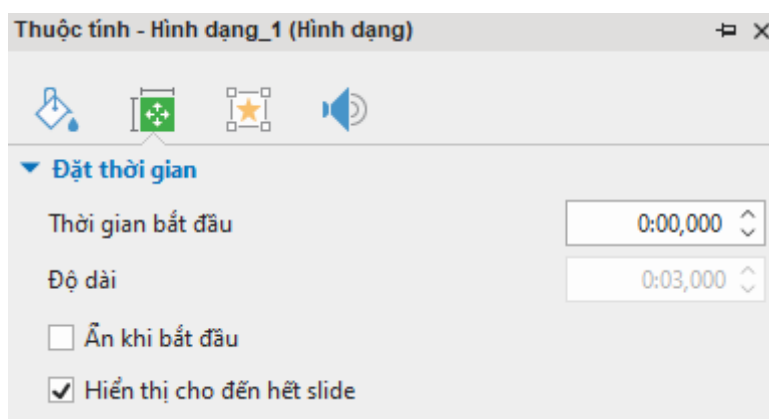 Thuộc tính - Hình dạng_1 (Hình dạng)
Đặt thời gian
Thời gian bắt đầu 0:00,000
Độ dài 0:03,000
Ẩn khi bắt đầu
Hiển thị cho đến hết slide